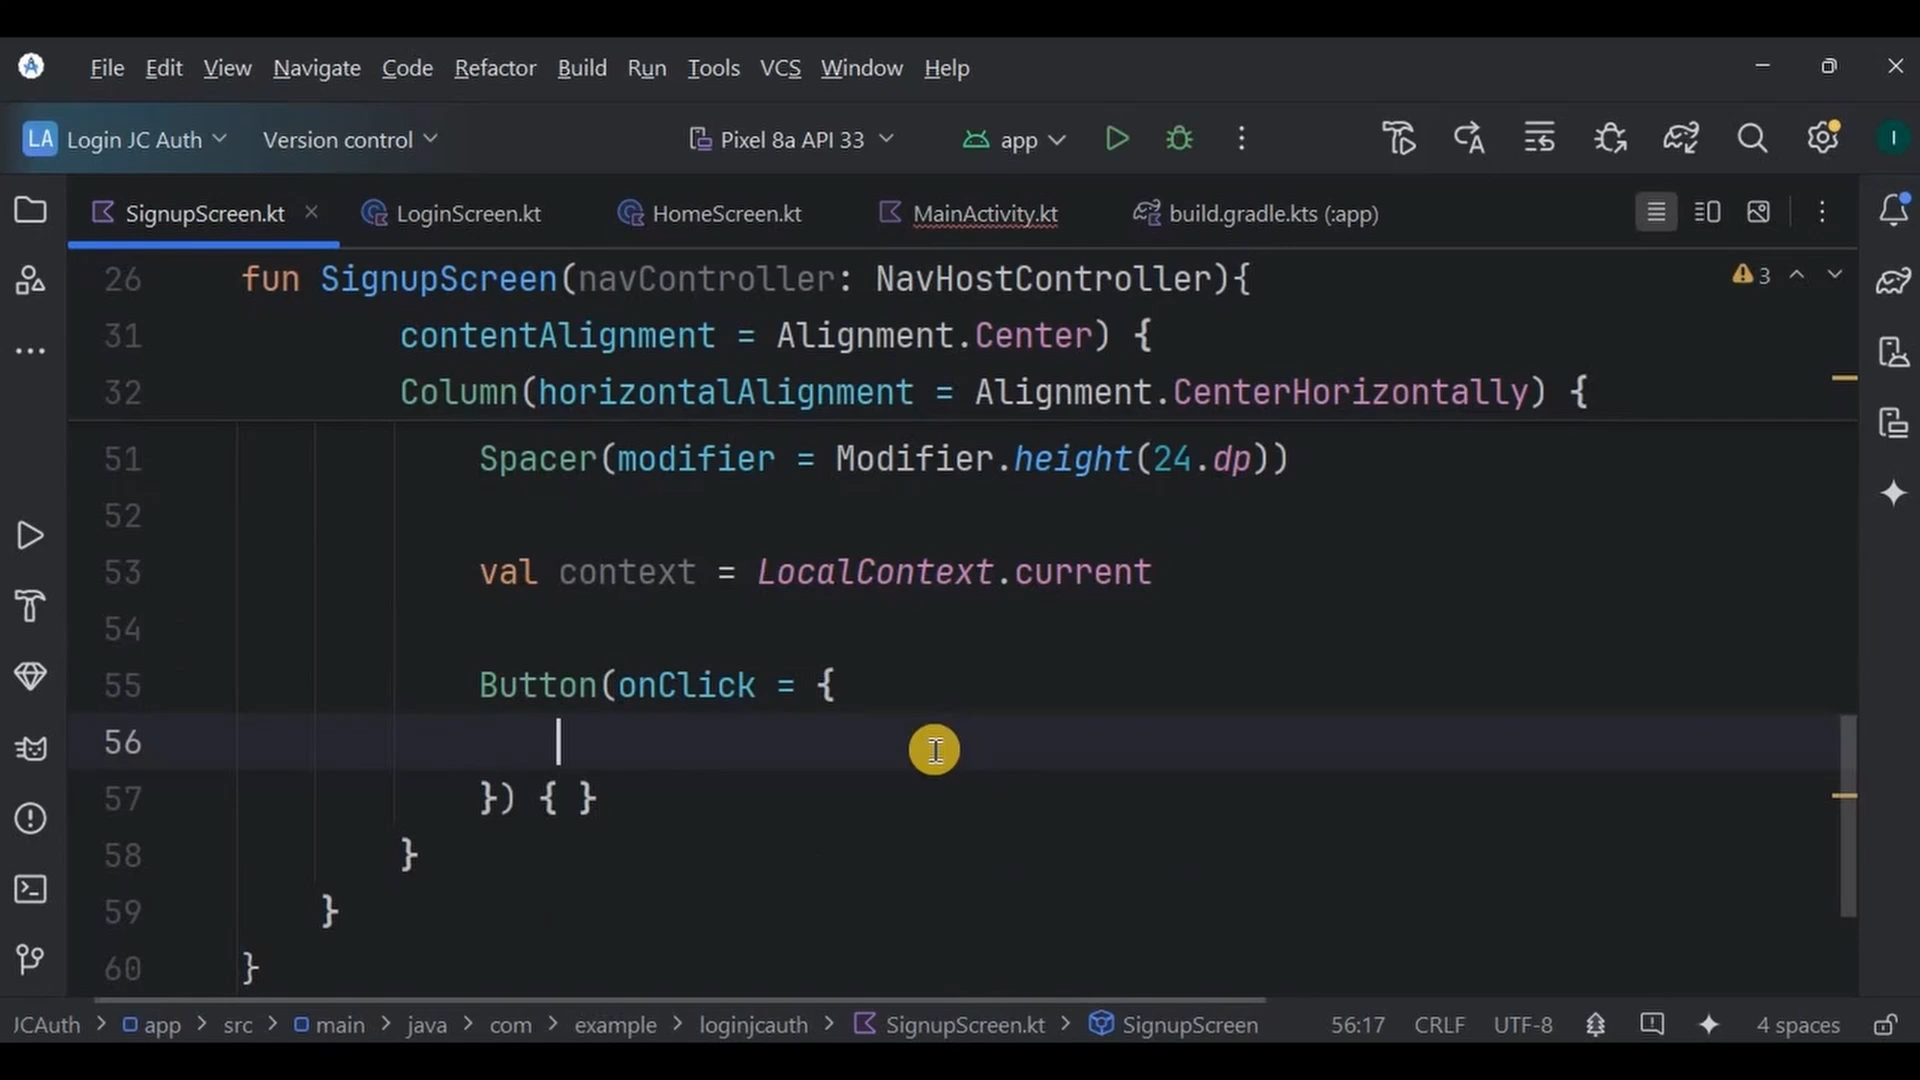 File Edit View Navigate Code Refactor Build Run Tools VCS Window Help
LA Login JC Auth Version control Pixel 8a API 33 app I
SignupScreen.kt LoginScreen.kt HomeScreen.kt MainActivity.kt build.gradle.kts (:app)
26 fun SignupScreen(navController: NavHostController){ 3
31 contentAlignment = Alignment.Center) {
32 Column(horizontalAlignment = Alignment.CenterHorizontally) {
51 Spacer(modifier = Modifier.height(24.dp))
52
53 val context = LocalContext.current
54
55 Button(onClick = {
56
57 }) { }
58 }
59 }
60 }
JCAuth > app > src > main > java > com > example > loginjcauth > SignupScreen.kt > SignupScreen 56:17 CRLF UTF-8 4 spaces